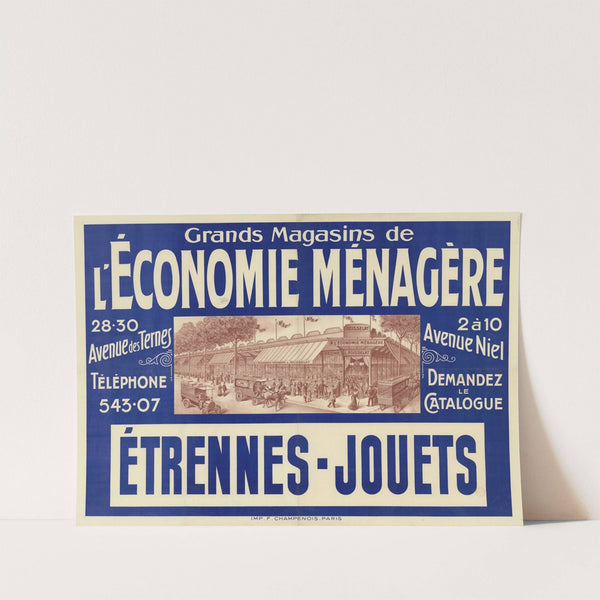 Grands Magasins de
L'ÉCONOMIE MÉNAGÈRE
28-30
Avenue des Ternes
TÉLÉPHONE
543-07
2 à 10
Avenue Niel
DEMANDEZ
LE
CATALOGUE
ÉTRENNES-JOUETS
IMP. F. CHAMPENOIS. PARIS